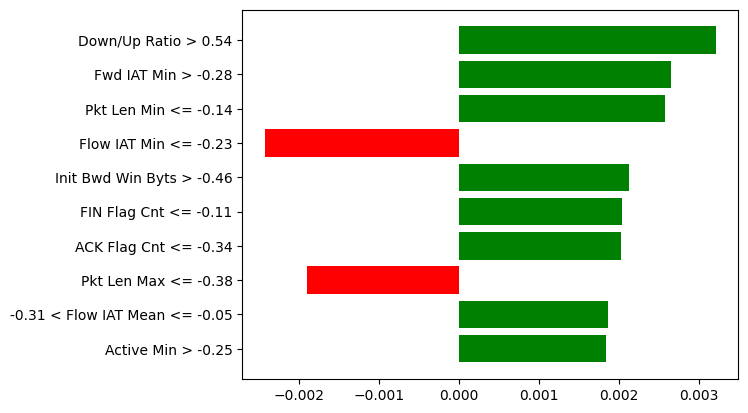 Down/Up Ratio > 0.54
Fwd IAT Min > -0.28
Pkt Len Min <= -0.14
Flow IAT Min <= -0.23
Init Bwd Win Byts > -0.46
FIN Flag Cnt <= -0.11
ACK Flag Cnt <= -0.34
Pkt Len Max <= -0.38
-0.31 < Flow IAT Mean <= -0.05
Active Min > -0.25
−0.002 −0.001 0.000 0.001 0.002 0.003